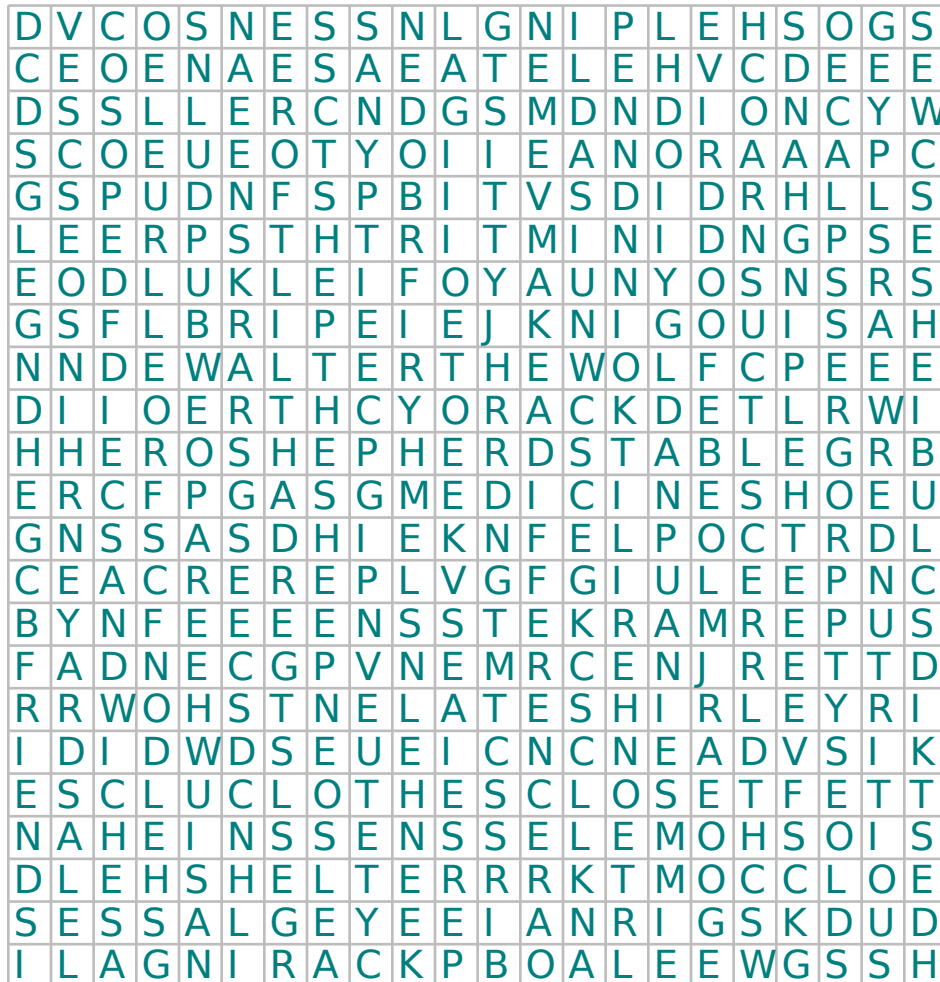 D V C O S N E S S N L G N I P L E H S O G S
C E O E N A E S A E A T E L E H V C D E E E
D S S L L E R C N D G S M D N D I O N C Y W
S C O E U E O T Y O I I E A N O R A A A P C
G S P U D N F S P B I T V S D I D R H L L S
L E E R P S T H T R I T M I N I D N G P S E
E O D L U K L E I F O Y A U N Y O S N S R S
G S F L B R I P E I E J K N I G O U I S A H
N N D E W A L T E R T H E W O L F C P E E E
D I I O E R T H C Y O R A C K D E T L R W I
H H E R O S H E P H E R D S T A B L E G R B
E R C F P G A S G M E D I C I N E S H O E U
G N S S A S D H I E K N F E L P O C T R D L
C E A C R E R E P L V G F G I U L E E P N C
B Y N F E E E E N S S T E K R A M R E P U S
F A D N E C G P V N E M R C E N J R E T T D
R R W O H S T N E L A T E S H I R L E Y R I
I D I D W D S E U E I C N C N E A D V S I K
E S C L U C L O T H E S C L O S E T F E T T
N A H E I N S S E N S S E L E M O H S O I S
D L E H S H E L T E R R R K T M O C C L O E
S E S S A L G E Y E E I A N R I G S K D U D
I L A G N I R A C K P B O A L E E W G S S H